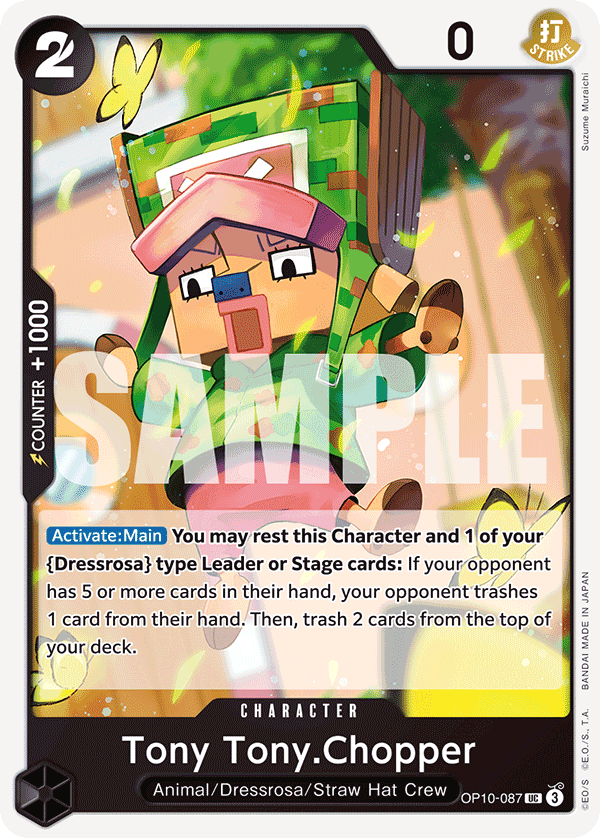 2
0
打
STRIKE
Suzume Muraichi
COUNTER +1000
SAMPLE
Activate:Main You may rest this Character and 1 of your
{Dressrosa} type Leader or Stage cards: If your opponent
has 5 or more cards in their hand, your opponent trashes
1 card from their hand. Then, trash 2 cards from the top of
your deck.
©EO/S ©E.O./S., T.A. BANDAI MADE IN JAPAN
CHARACTER
Tony Tony.Chopper
Animal/Dressrosa/Straw Hat Crew
OP10-087 UC 3